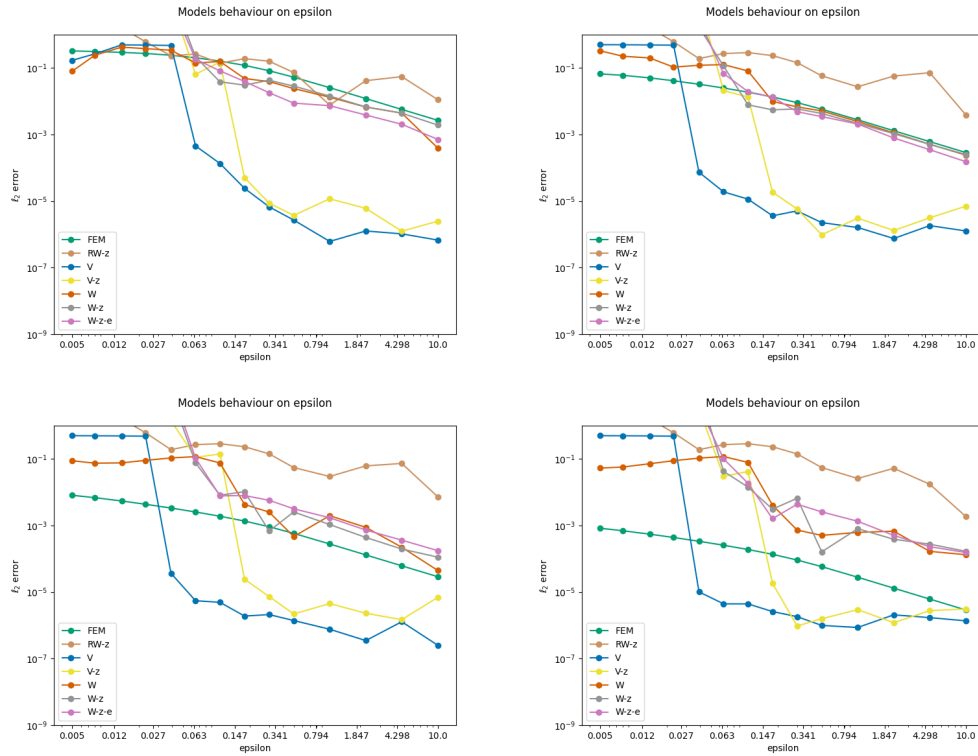 Models behaviour on epsilon
10⁻¹
10⁻³
10⁻⁵
10⁻⁷
10⁻⁹
ℓ₂ error
FEM
RW-z
V
V-z
W
W-z
W-z-e
0.005 0.012 0.027 0.063 0.147 0.341 0.794 1.847 4.298 10.0
epsilon
Models behaviour on epsilon
10⁻¹
10⁻³
10⁻⁵
10⁻⁷
10⁻⁹
ℓ₂ error
FEM
RW-z
V
V-z
W
W-z
W-z-e
0.005 0.012 0.027 0.063 0.147 0.341 0.794 1.847 4.298 10.0
epsilon
Models behaviour on epsilon
10⁻¹
10⁻³
10⁻⁵
10⁻⁷
10⁻⁹
ℓ₂ error
FEM
RW-z
V
V-z
W
W-z
W-z-e
0.005 0.012 0.027 0.063 0.147 0.341 0.794 1.847 4.298 10.0
epsilon
Models behaviour on epsilon
10⁻¹
10⁻³
10⁻⁵
10⁻⁷
10⁻⁹
ℓ₂ error
FEM
RW-z
V
V-z
W
W-z
W-z-e
0.005 0.012 0.027 0.063 0.147 0.341 0.794 1.847 4.298 10.0
epsilon